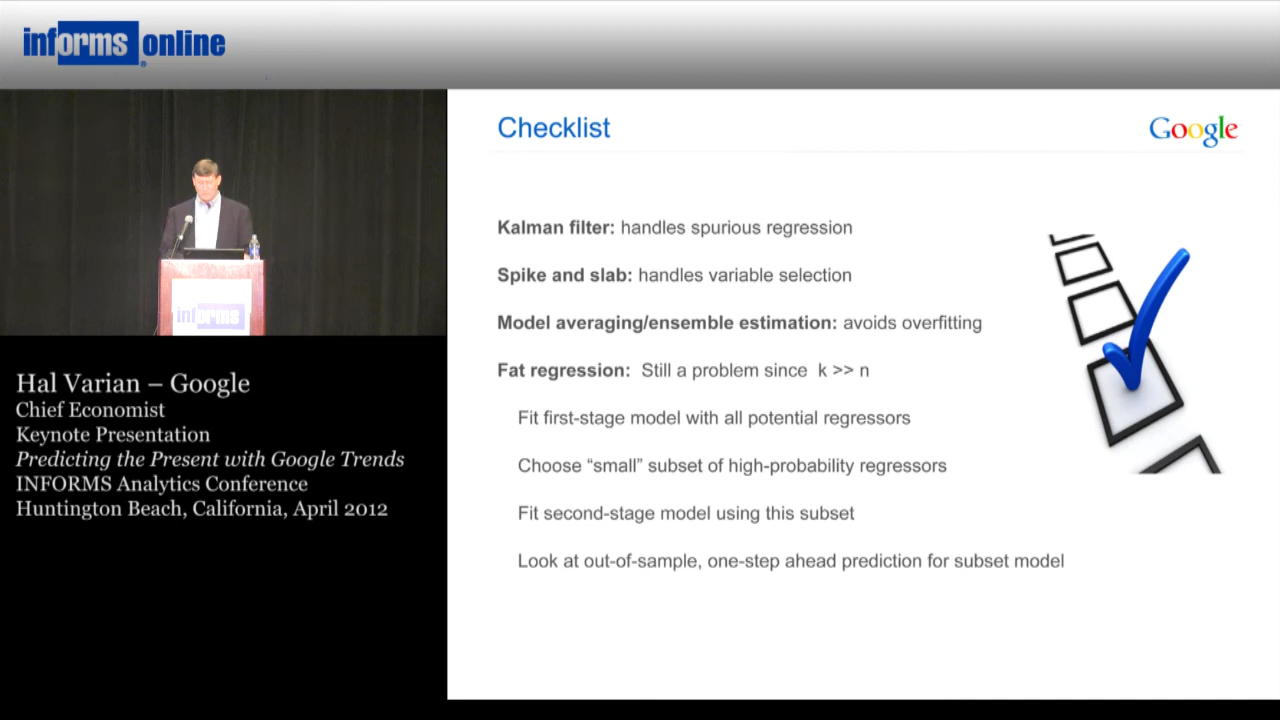 informs online
®
Checklist
Google
Kalman filter: handles spurious regression
Spike and slab: handles variable selection
Model averaging/ensemble estimation: avoids overfitting
Fat regression: Still a problem since k >> n
Fit first-stage model with all potential regressors
Choose “small” subset of high-probability regressors
Fit second-stage model using this subset
Look at out-of-sample, one-step ahead prediction for subset model
informs
Hal Varian – Google
Chief Economist
Keynote Presentation
Predicting the Present with Google Trends
INFORMS Analytics Conference
Huntington Beach, California, April 2012